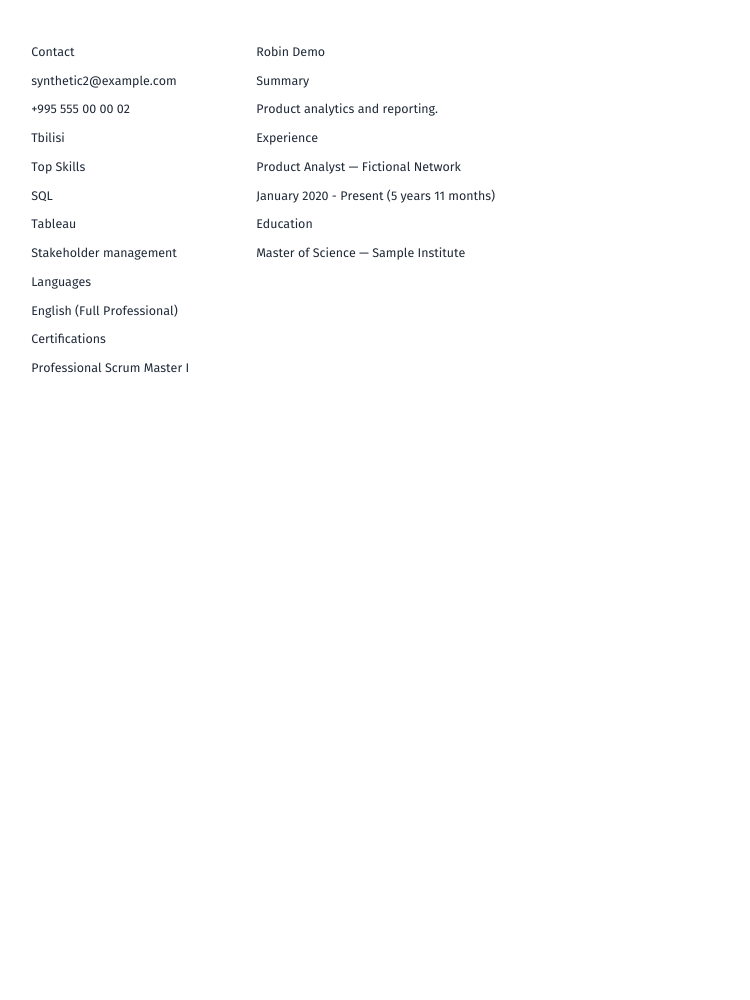 Contact
synthetic2@example.com
+995 555 00 00 02
Tbilisi
Top Skills
SQL
Tableau
Stakeholder management
Languages
English (Full Professional)
Certifications
Professional Scrum Master I
Robin Demo
Summary
Product analytics and reporting.
Experience
Product Analyst — Fictional Network
January 2020 - Present (5 years 11 months)
Education
Master of Science — Sample Institute